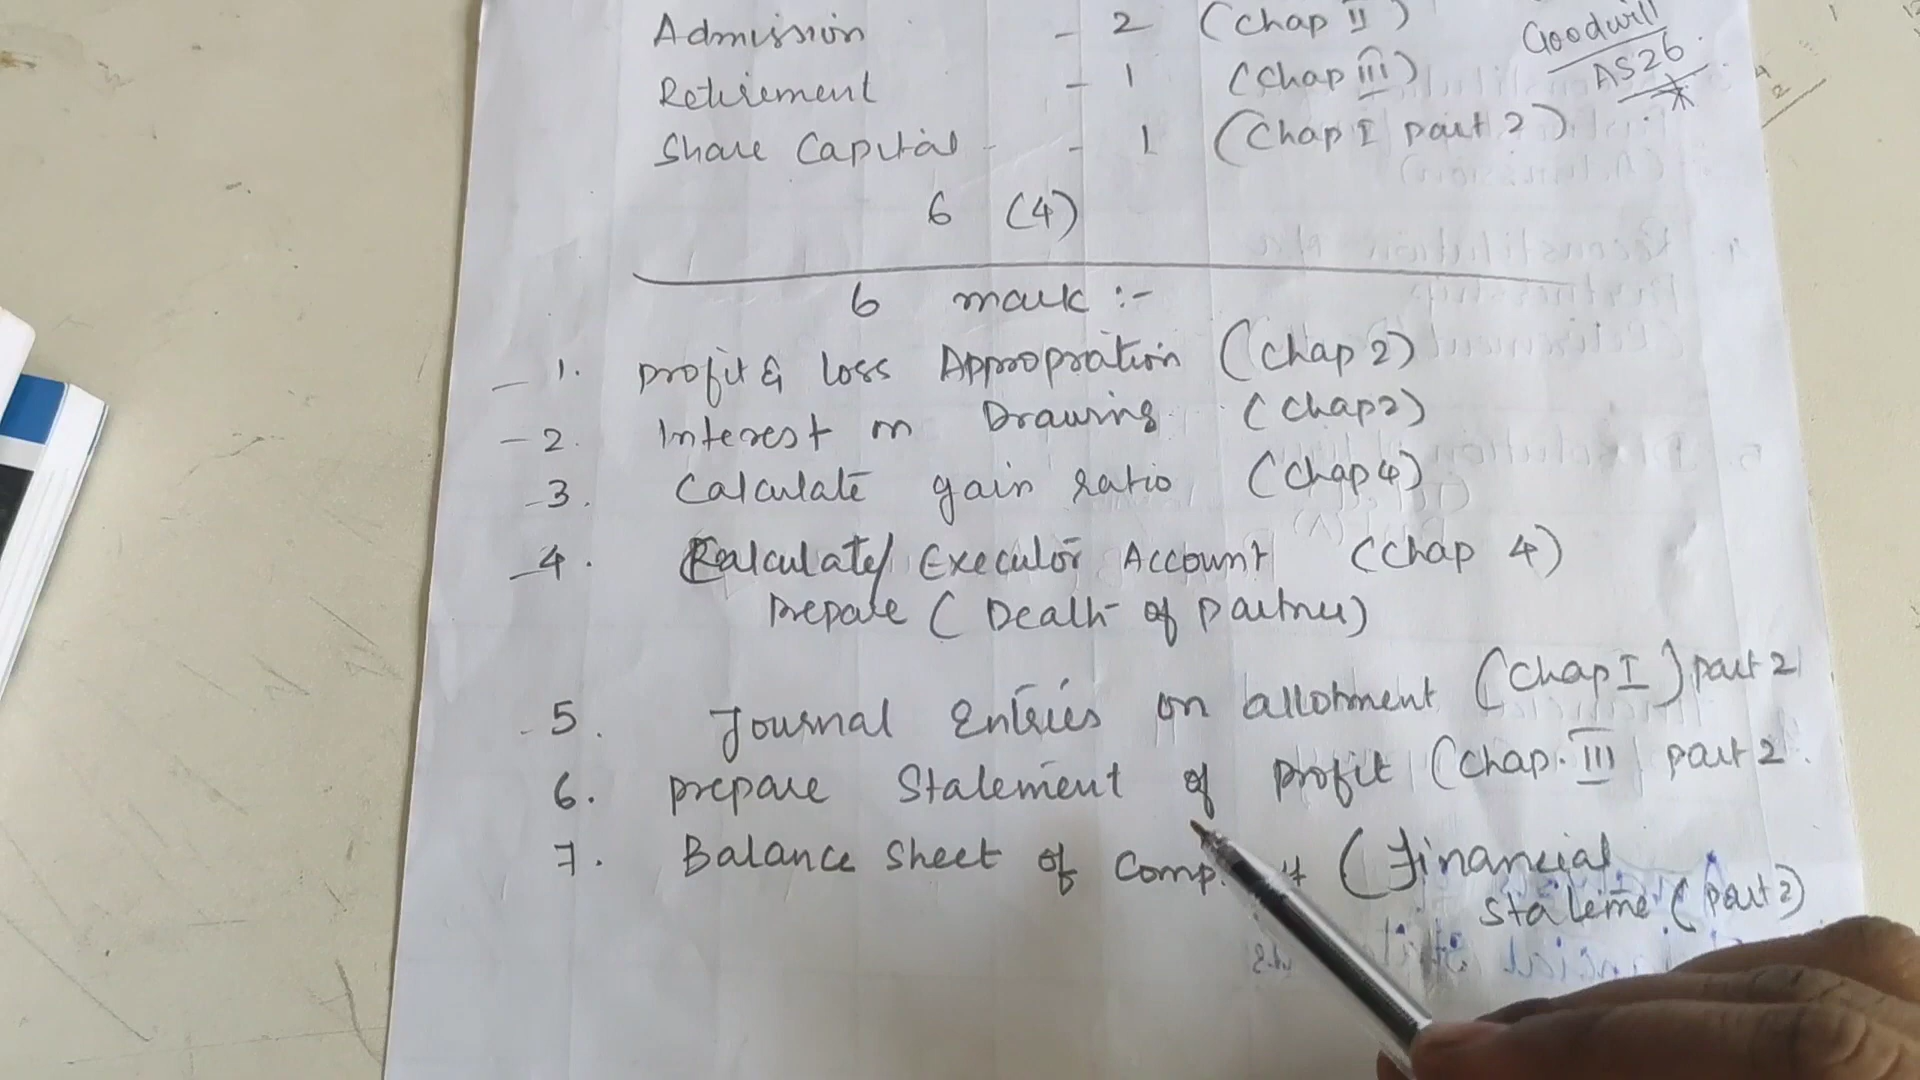 Admission - 2 (Chap II)
Goodwill
AS26
Retirement - 1 (Chap III)
Share Capital - 1 (Chap I part 2)
6 (4)
6 mark :-
1. Profit & Loss Appropration (Chap 2)
2. Interest on Drawing (Chap2)
3. Calculate gain ratio (Chap 4)
4. Calculate/ Executor Account (Chap 4)
Prepare (Death of Partner)
5. Journal Entries on allotment (Chap I) part 2
6. prepare Statement of profit (Chap. III part 2
7. Balance Sheet of (Financial
Stateme (part 2)